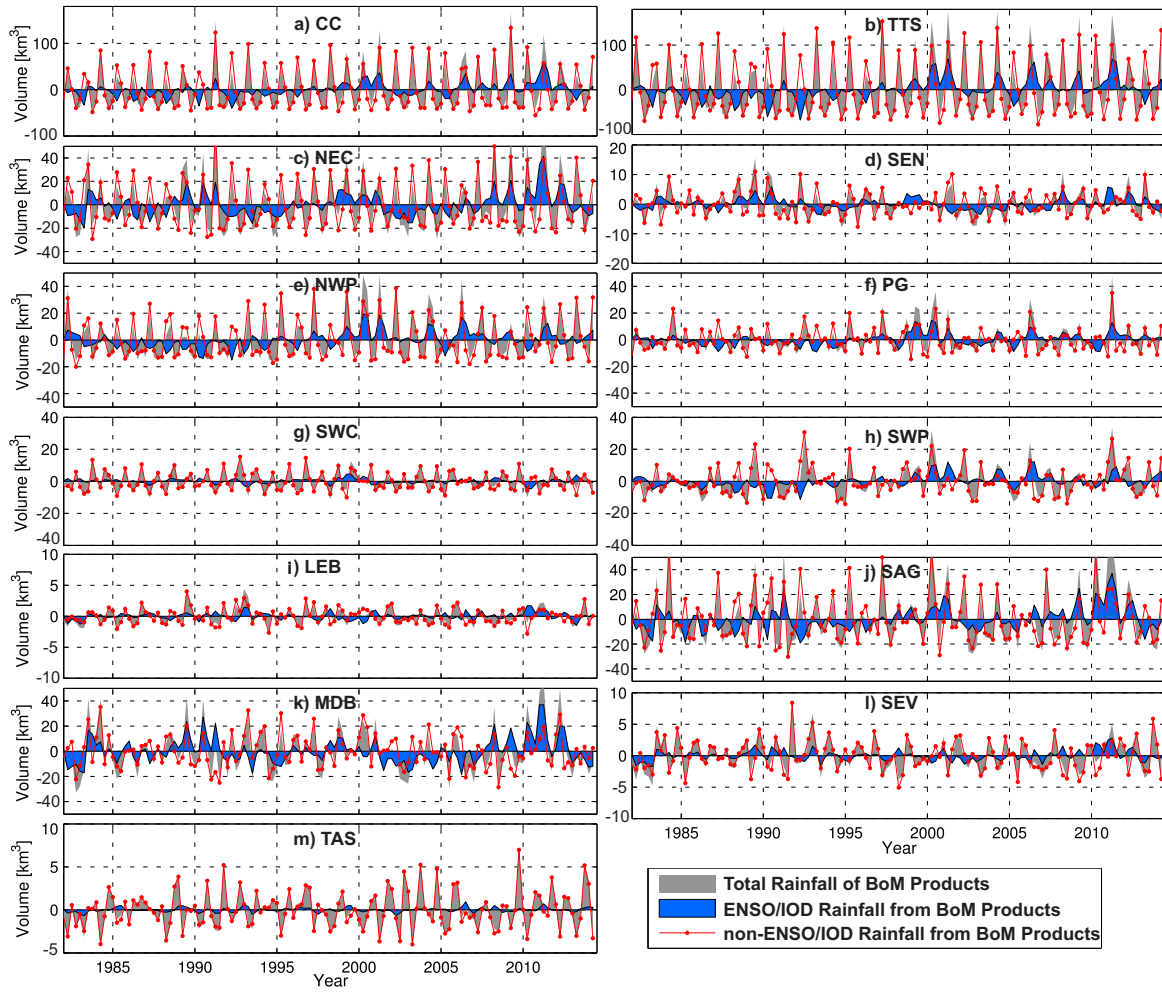 a) CC
b) TTS
Volume [km³]
100
0
-100
100
0
-100
c) NEC
d) SEN
Volume [km³]
40
20
0
-20
-40
20
10
0
-10
20
e) NWP
f) PG
Volume [km³]
40
20
0
-20
-40
40
20
0
-20
-40
g) SWC
h) SWP
Volume [km³]
40
20
0
-20
-40
40
20
0
-20
-40
i) LEB
j) SAG
Volume [km³]
10
5
0
-5
-10
40
20
0
-20
-40
k) MDB
l) SEV
Volume [km³]
40
20
0
-20
-40
10
5
0
-5
-10
1985 1990 1995 2000 2005 2010
Year
m) TAS
Volume [km³]
10
5
0
-5
1985 1990 1995 2000 2005 2010
Year
Total Rainfall of BoM Products
ENSO/IOD Rainfall from BoM Products
non-ENSO/IOD Rainfall from BoM Products